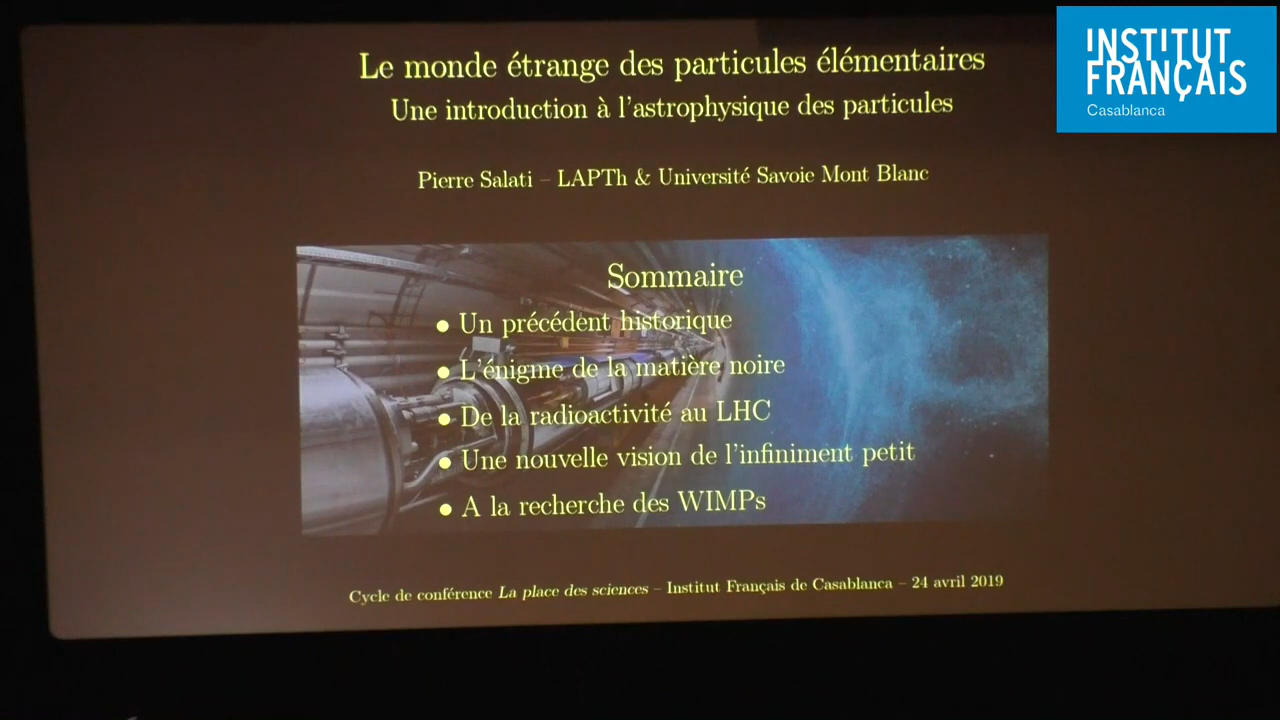 Le monde étrange des particules élémentaires
Une introduction à l'astrophysique des particules
Pierre Salati – LAPTh & Université Savoie Mont Blanc
Sommaire
• Un précédent historique
• L'énigme de la matière noire
• De la radioactivité au LHC
• Une nouvelle vision de l'infiniment petit
• A la recherche des WIMPs
Cycle de conférence La place des sciences – Institut Français de Casablanca – 24 avril 2019
INSTITUT
FRANÇAIS
Casablanca